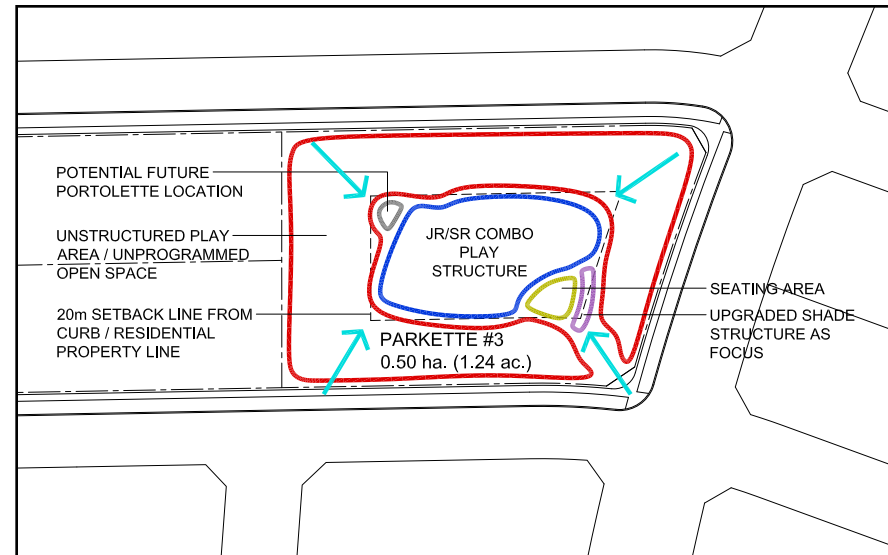 POTENTIAL FUTURE
PORTOLETTE LOCATION
UNSTRUCTURED PLAY
AREA / UNPROGRAMMED
OPEN SPACE
20m SETBACK LINE FROM
CURB / RESIDENTIAL
PROPERTY LINE
JR/SR COMBO
PLAY
STRUCTURE
PARKETTE #3
0.50 ha. (1.24 ac.)
SEATING AREA
UPGRADED SHADE
STRUCTURE AS
FOCUS